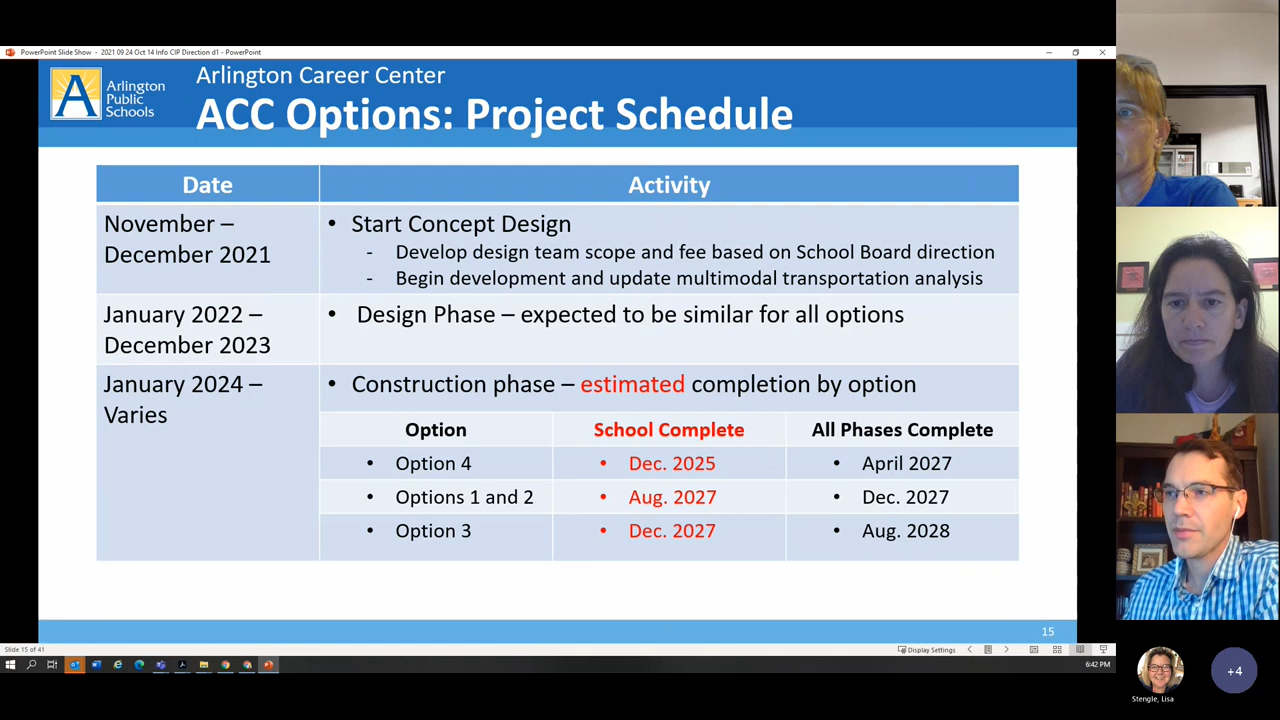 PowerPoint Slide Show - 2021 09 24 Oct 14 Info CIP Direction d1 - PowerPoint
Arlington Public Schools
Arlington Career Center
ACC Options: Project Schedule
Date
Activity
November –
December 2021
• Start Concept Design
- Develop design team scope and fee based on School Board direction
- Begin development and update multimodal transportation analysis
January 2022 –
December 2023
• Design Phase – expected to be similar for all options
January 2024 –
Varies
• Construction phase – estimated completion by option
Option
School Complete
All Phases Complete
• Option 4
• Dec. 2025
• April 2027
• Options 1 and 2
• Aug. 2027
• Dec. 2027
• Option 3
• Dec. 2027
• Aug. 2028
15
Slide 15 of 41
Display Settings
6:42 PM
Stengle, Lisa
+4